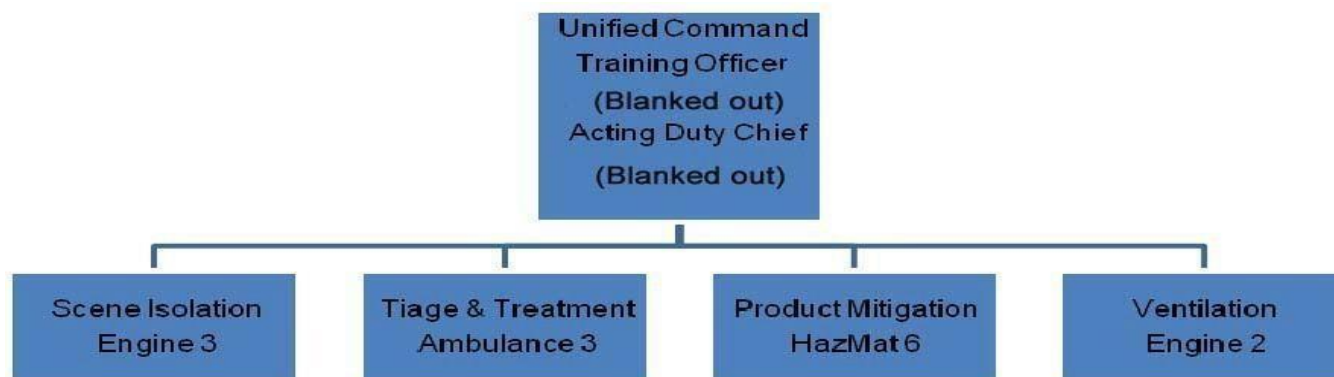 Unified Command
Training Officer
(Blanked out)
Acting Duty Chief
(Blanked out)
Scene Isolation
Engine 3
Tiage & Treatment
Ambulance 3
Product Mitigation
HazMat 6
Ventilation
Engine 2